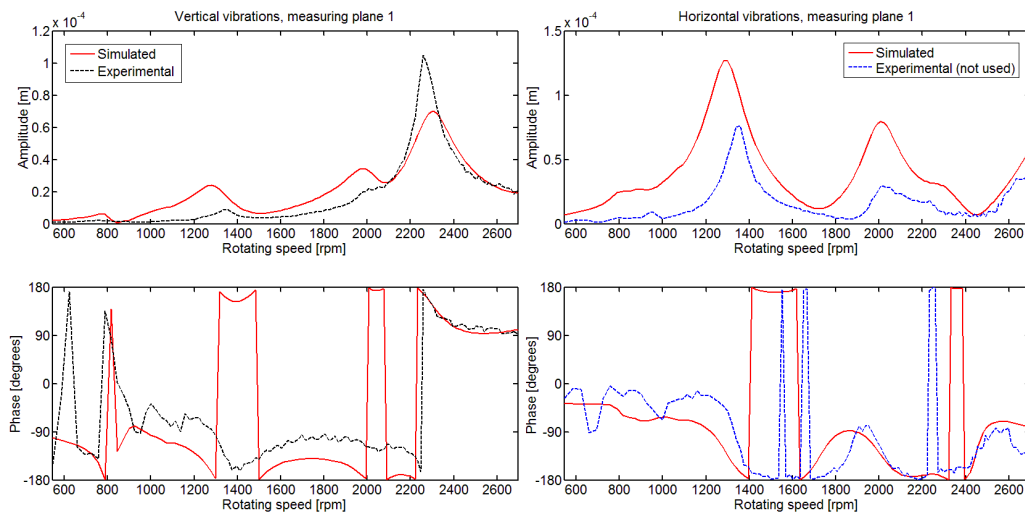 Vertical vibrations, measuring plane 1
x 10⁻⁴
1.2
1
0.8
0.6
0.4
0.2
0
Amplitude [m]
Simulated
Experimental
600 800 1000 1200 1400 1600 1800 2000 2200 2400 2600
Rotating speed [rpm]
Horizontal vibrations, measuring plane 1
x 10⁻⁴
1.5
1
0.5
0
Amplitude [m]
Simulated
Experimental (not used)
600 800 1000 1200 1400 1600 1800 2000 2200 2400 2600
Rotating speed [rpm]
180
90
0
-90
-180
Phase [degrees]
600 800 1000 1200 1400 1600 1800 2000 2200 2400 2600
Rotating speed [rpm]
180
90
0
-90
-180
Phase [degrees]
600 800 1000 1200 1400 1600 1800 2000 2200 2400 2600
Rotating speed [rpm]